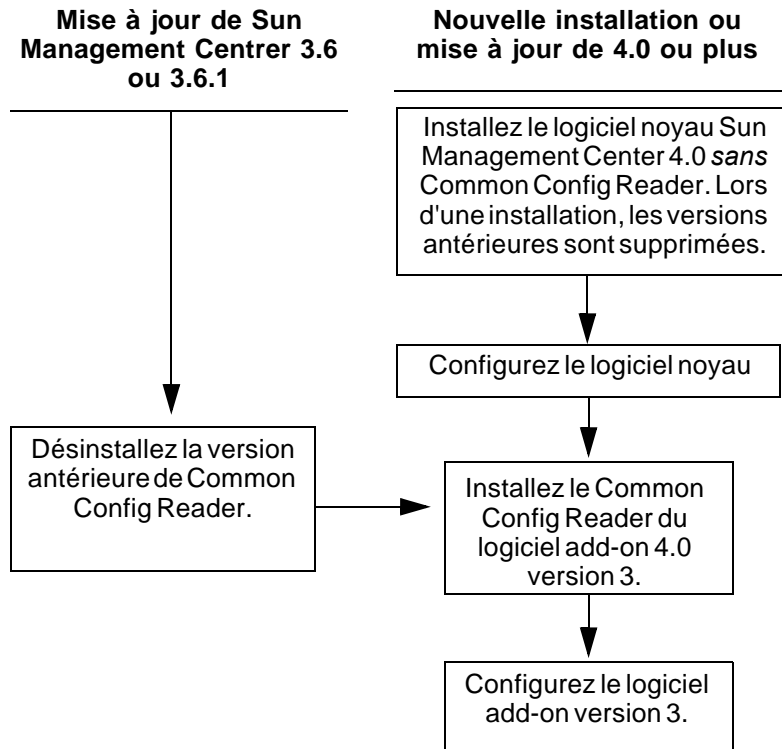 Mise à jour de Sun
Management Centrer 3.6
ou 3.6.1
Nouvelle installation ou
mise à jour de 4.0 ou plus
Installez le logiciel noyau Sun
Management Center 4.0 sans
Common Config Reader. Lors
d'une installation, les versions
antérieures sont supprimées.
Configurez le logiciel noyau
Désinstallez la version
antérieure de Common
Config Reader.
Installez le Common
Config Reader du
logiciel add-on 4.0
version 3.
Configurez le logiciel
add-on version 3.